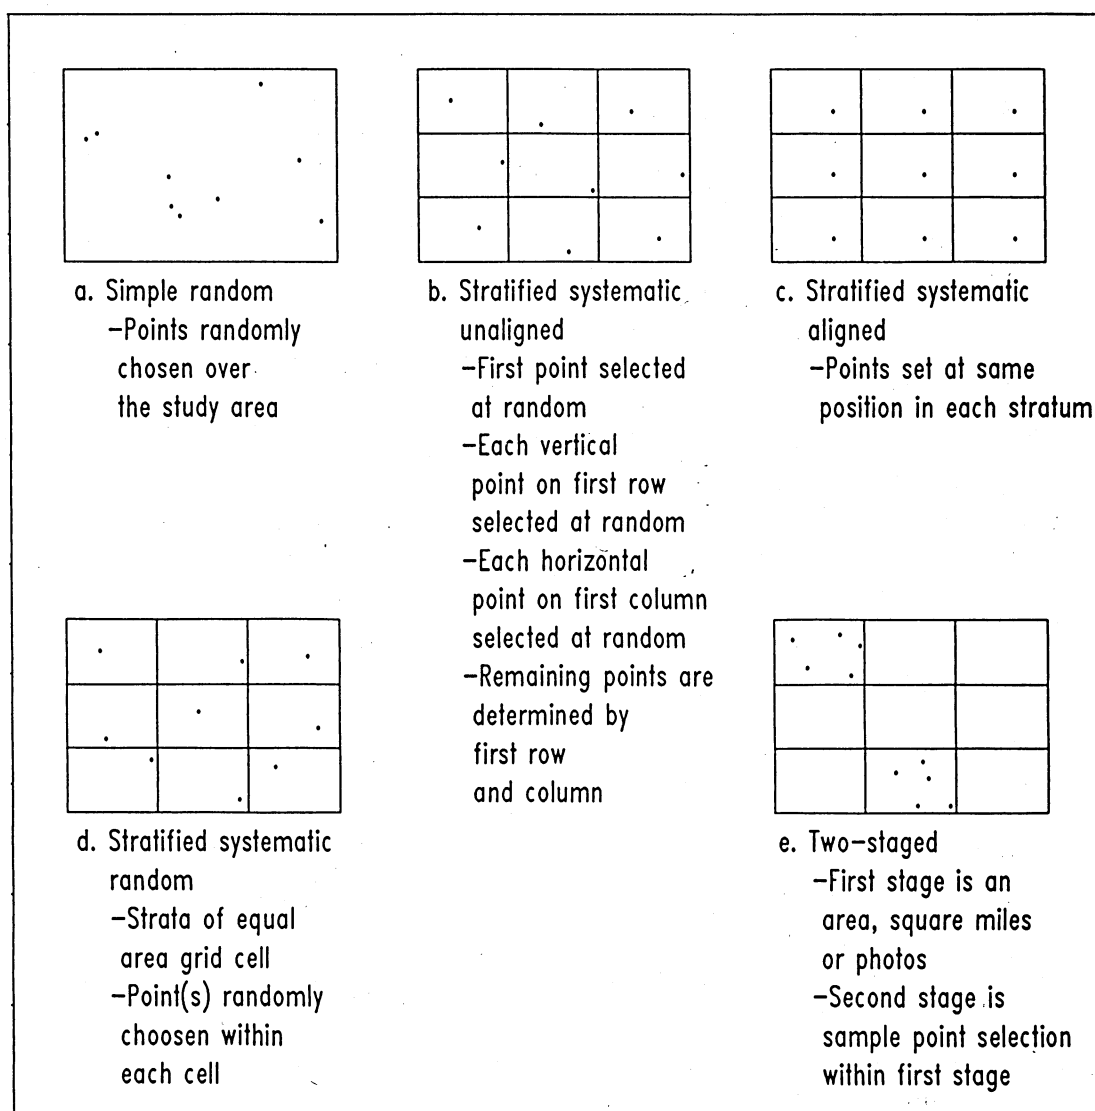 a. Simple random
-Points randomly
chosen over
the study area
b. Stratified systematic
unaligned
-First point selected
at random
-Each vertical
point on first row
selected at random
-Each horizontal
point on first column
selected at random
-Remaining points are
determined by
first row
and column
c. Stratified systematic
aligned
-Points set at same
position in each stratum
d. Stratified systematic
random
-Strata of equal
area grid cell
-Point(s) randomly
choosen within
each cell
e. Two-staged
-First stage is an
area, square miles
or photos
-Second stage is
sample point selection
within first stage